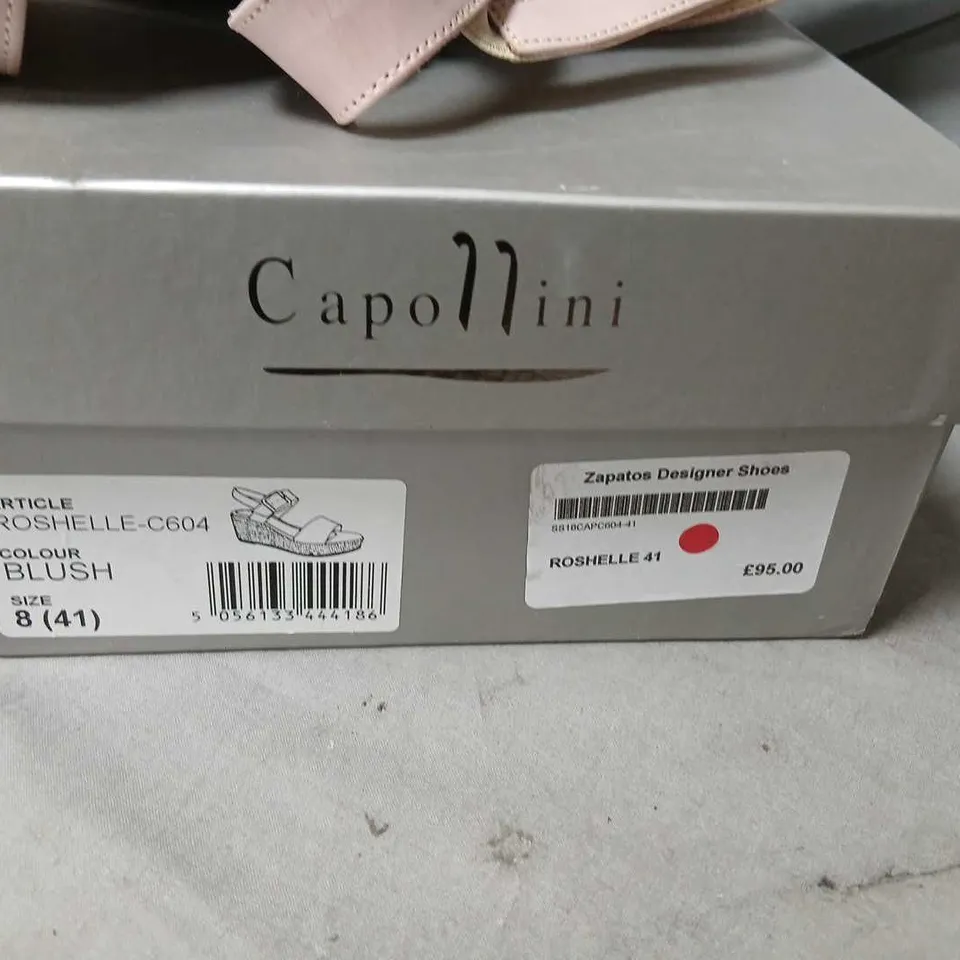 Capollini
RTICLE
ROSHELLE-C604
COLOUR
BLUSH
SIZE
8 (41)
5 056133 444186
Zapatos Designer Shoes
SS18CAPC604-41
ROSHELLE 41
£95.00